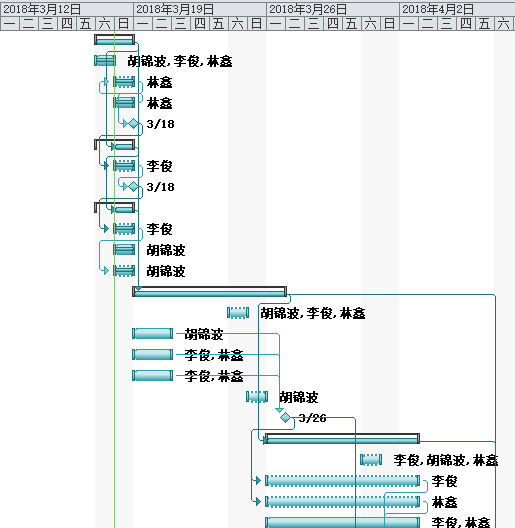 2018年3月12日 2018年3月19日 2018年3月26日 2018年4月2日
一 二 三 四 五 六 日 一 二 三 四 五 六 日 一 二 三 四 五 六 日 一 二 三 四 五 六
胡锦波,李俊,林鑫
林鑫
林鑫
3/18
李俊
3/18
李俊
胡锦波
胡锦波
胡锦波,李俊,林鑫
胡锦波
李俊,林鑫
李俊,林鑫
胡锦波
3/26
李俊,胡锦波,林鑫
李俊
林鑫
李俊,林鑫